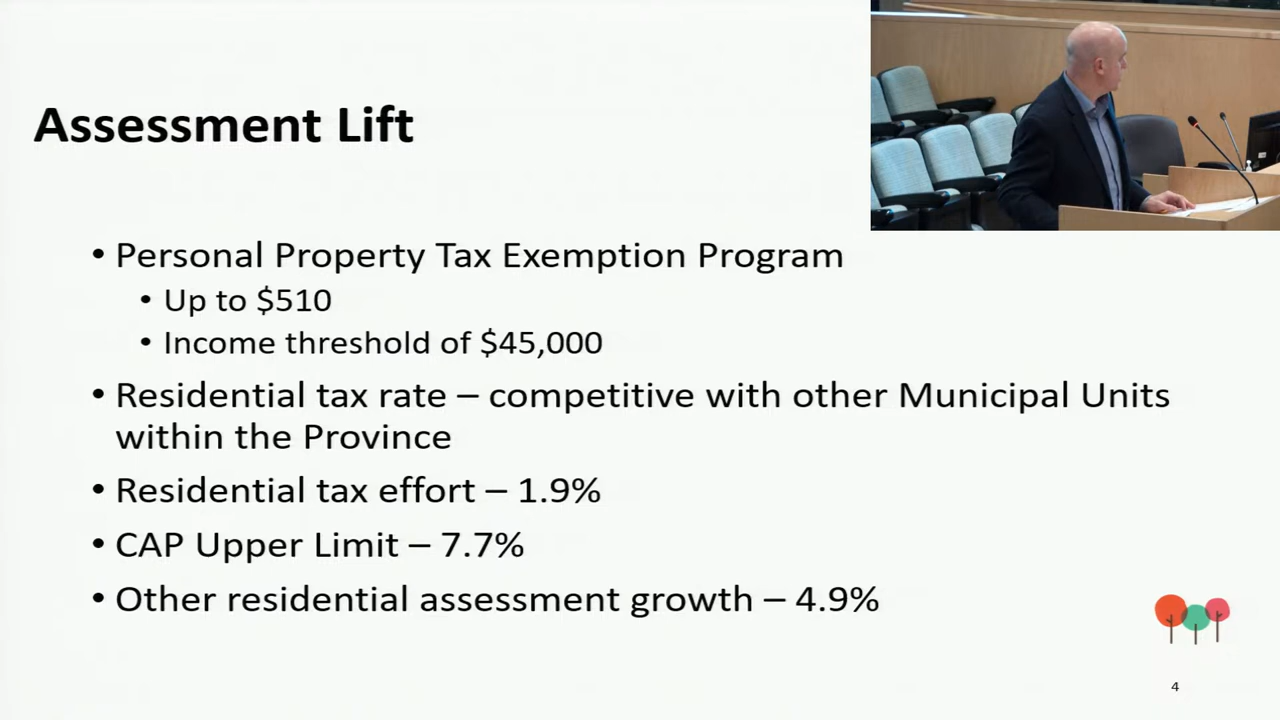 Assessment Lift
• Personal Property Tax Exemption Program
• Up to $510
• Income threshold of $45,000
• Residential tax rate – competitive with other Municipal Units
within the Province
• Residential tax effort – 1.9%
• CAP Upper Limit – 7.7%
• Other residential assessment growth – 4.9%
4